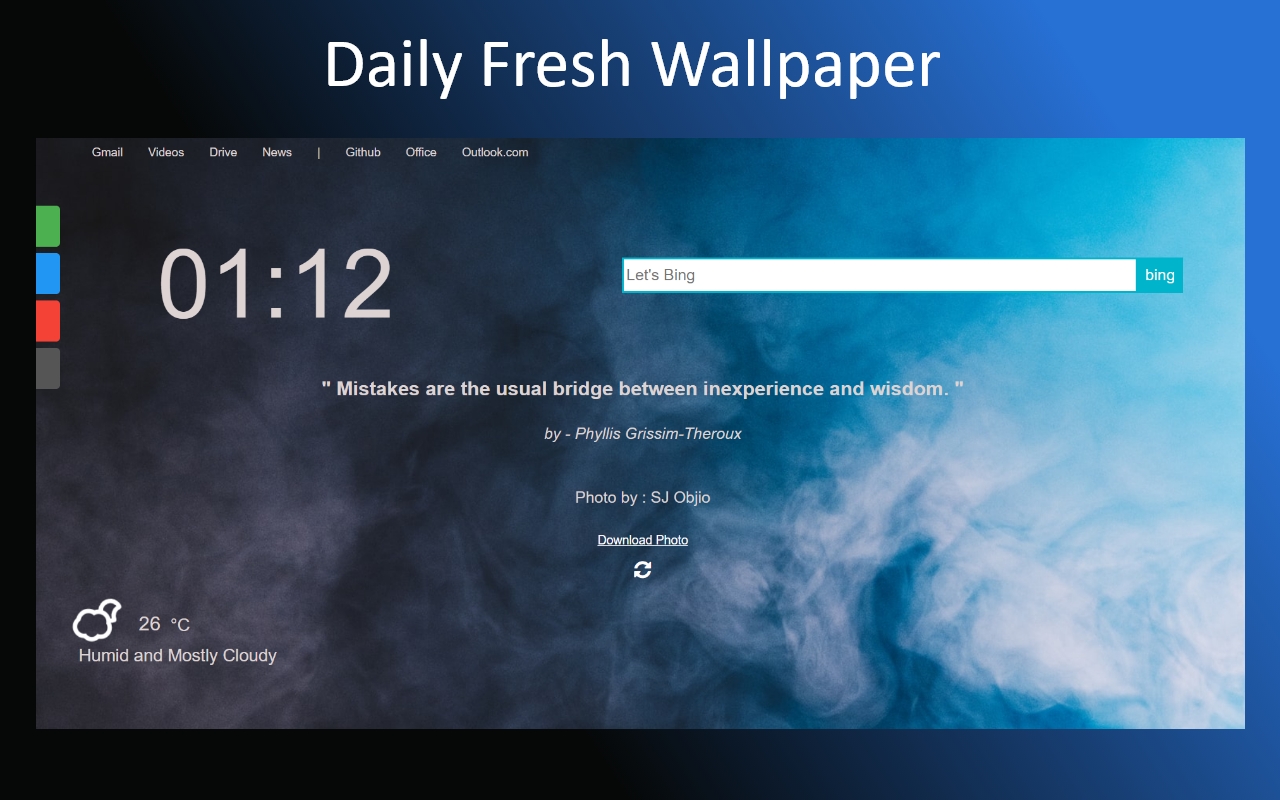 Daily Fresh Wallpaper
Gmail Videos Drive News | Github Office Outlook.com
01:12
Let's Bing bing
" Mistakes are the usual bridge between inexperience and wisdom. "
by - Phyllis Grissim-Theroux
Photo by : SJ Objio
Download Photo
26 °C
Humid and Mostly Cloudy